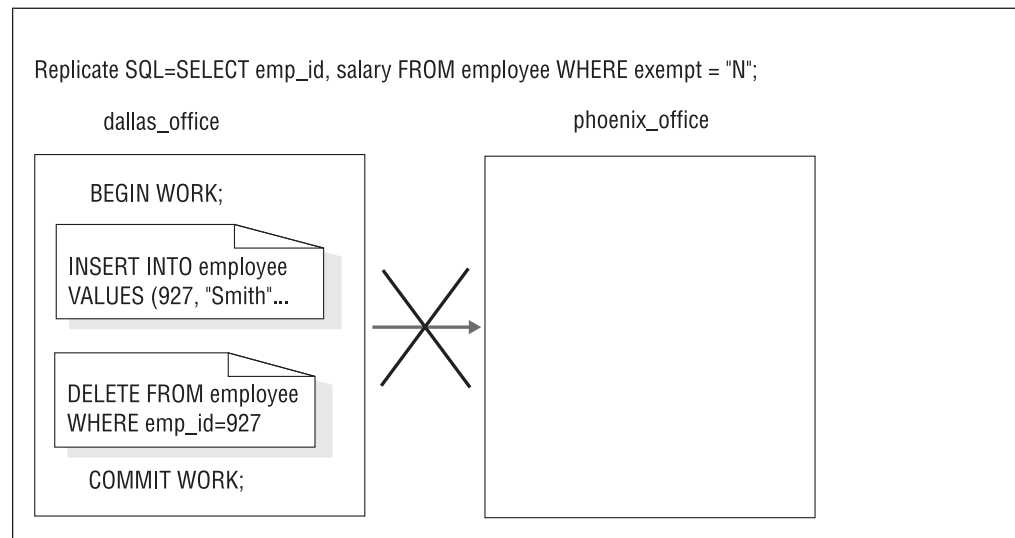 Replicate SQL=SELECT emp_id, salary FROM employee WHERE exempt = "N";
dallas_office
phoenix_office
BEGIN WORK;
INSERT INTO employee
VALUES (927, "Smith"...
DELETE FROM employee
WHERE emp_id=927
COMMIT WORK;